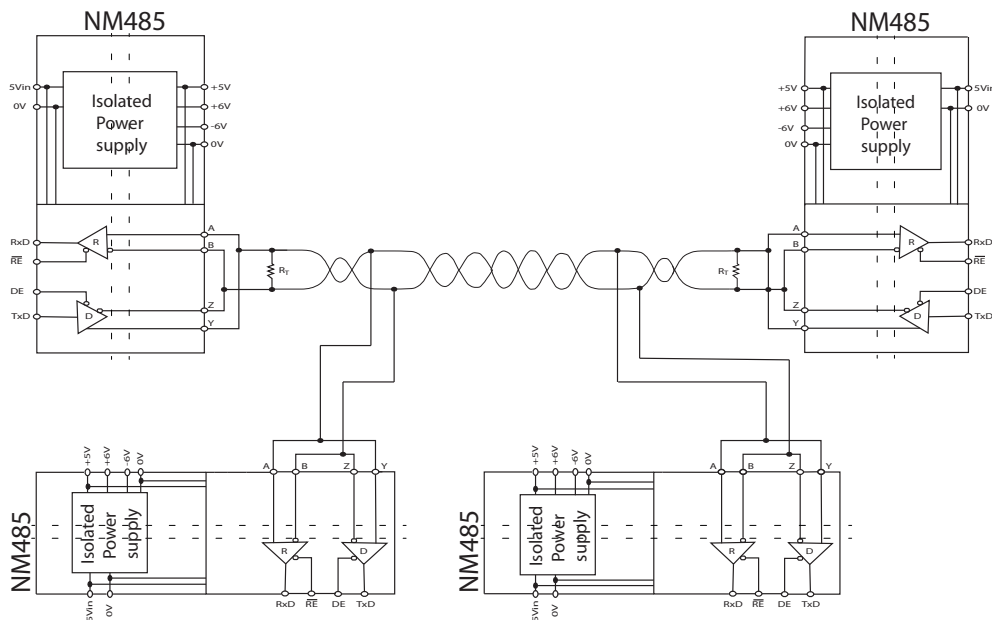 NM485
5Vin
0V
Isolated
Power
supply
+5V
+6V
-6V
0V
RxD
RE
DE
TxD
R
D
A
B
Z
Y
RT
NM485
+5V
+6V
-6V
0V
Isolated
Power
supply
5Vin
0V
RT
A
B
Z
Y
R
D
RxD
RE
DE
TxD
NM485
+5V
+6V
-6V
0V
Isolated
Power
supply
5Vin
0V
A
B
Z
Y
R
D
RxD
RE
DE
TxD
NM485
+5V
+6V
-6V
0V
Isolated
Power
supply
5Vin
0V
A
B
Z
Y
R
D
RxD
RE
DE
TxD